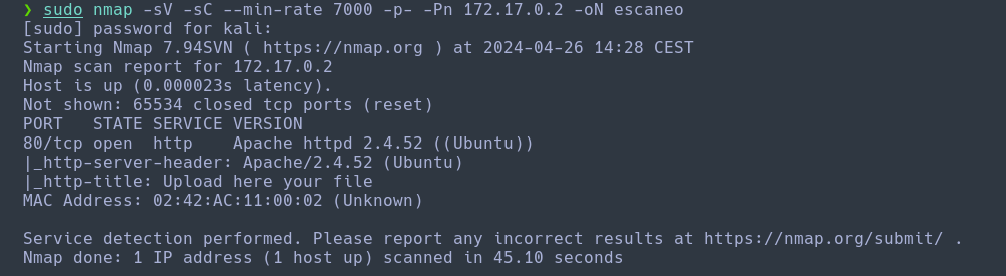 ❯ sudo nmap -sV -sC --min-rate 7000 -p- -Pn 172.17.0.2 -oN escaneo
[sudo] password for kali:
Starting Nmap 7.94SVN ( https://nmap.org ) at 2024-04-26 14:28 CEST
Nmap scan report for 172.17.0.2
Host is up (0.000023s latency).
Not shown: 65534 closed tcp ports (reset)
PORT   STATE SERVICE VERSION
80/tcp open  http    Apache httpd 2.4.52 ((Ubuntu))
|_http-server-header: Apache/2.4.52 (Ubuntu)
|_http-title: Upload here your file
MAC Address: 02:42:AC:11:00:02 (Unknown)
Service detection performed. Please report any incorrect results at https://nmap.org/submit/ .
Nmap done: 1 IP address (1 host up) scanned in 45.10 seconds